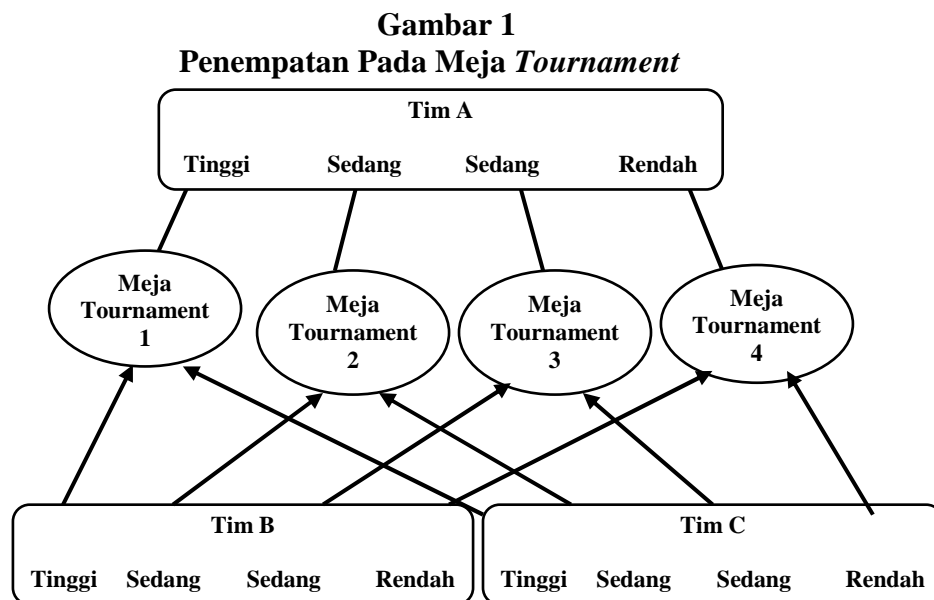 Gambar 1
Penempatan Pada Meja Tournament
Tim A
Tinggi Sedang Sedang Rendah
Meja
Tournament
1
Meja
Tournament
2
Meja
Tournament
3
Meja
Tournament
4
Tim B
Tinggi Sedang Sedang Rendah
Tim C
Tinggi Sedang Sedang Rendah